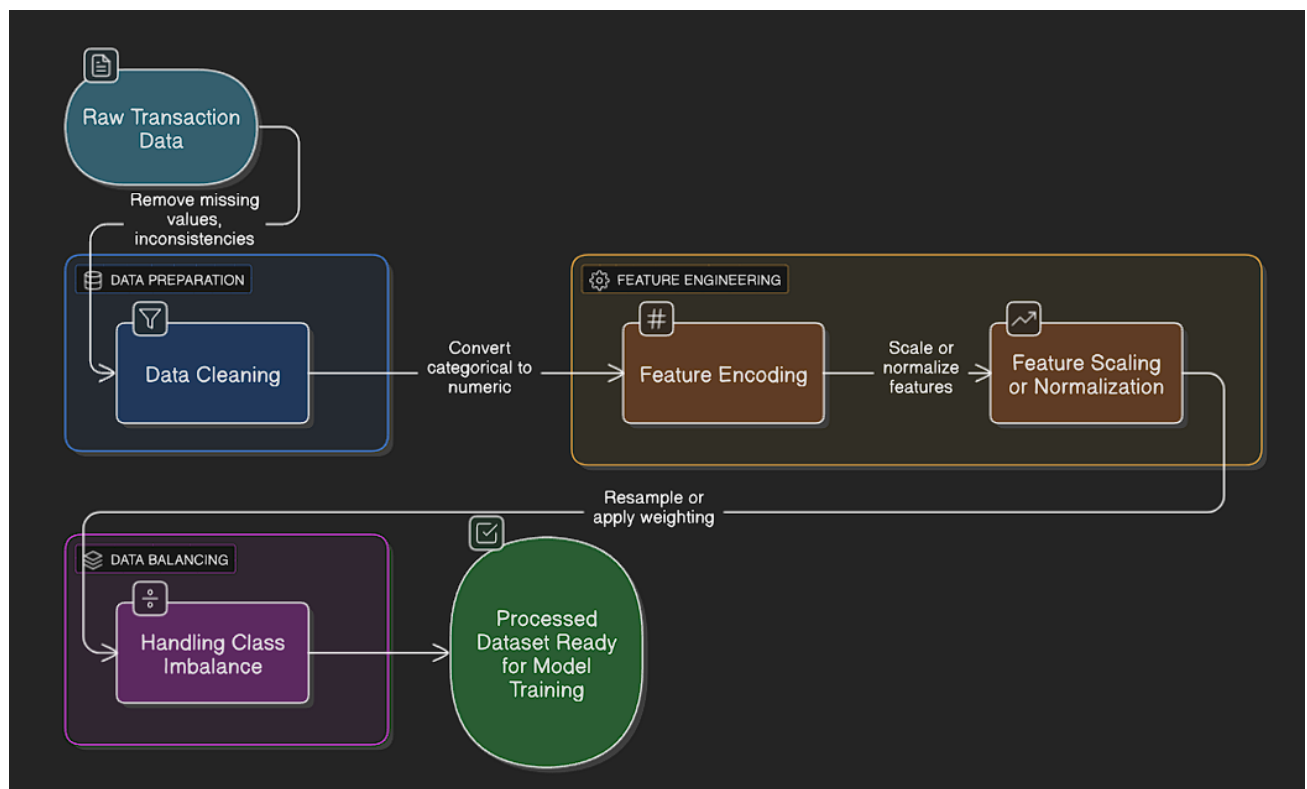 Raw Transaction
Data
Remove missing
values,
inconsistencies
DATA PREPARATION
Data Cleaning
Convert
categorical to
numeric
FEATURE ENGINEERING
Feature Encoding
Scale or
normalize
features
Feature Scaling
or Normalization
Resample or
apply weighting
DATA BALANCING
Handling Class
Imbalance
Processed
Dataset Ready
for Model
Training